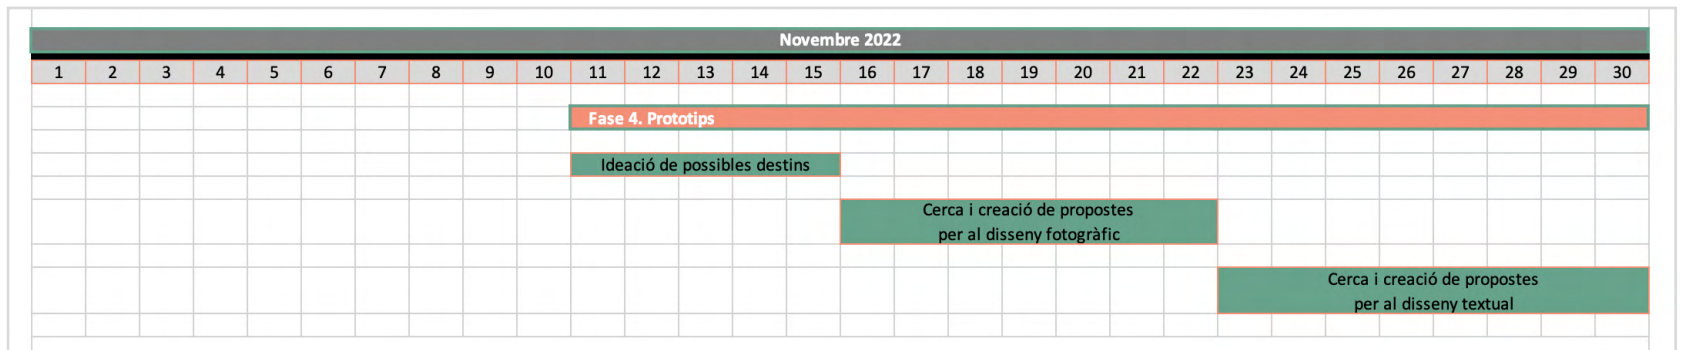 Novembre 2022
1 2 3 4 5 6 7 8 9 10 11 12 13 14 15 16 17 18 19 20 21 22 23 24 25 26 27 28 29 30
Fase 4. Prototips
Ideació de possibles destins
Cerca i creació de propostes
per al disseny fotogràfic
Cerca i creació de propostes
per al disseny textual